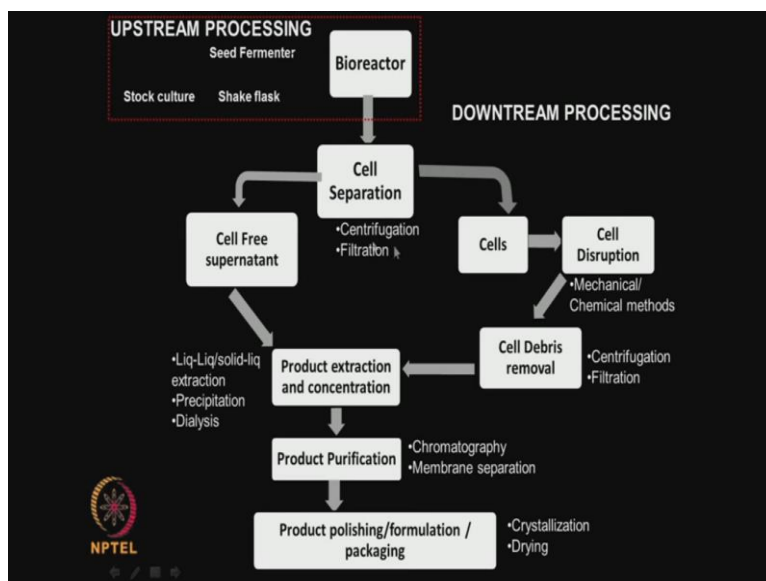 UPSTREAM PROCESSING
Seed Fermenter
Stock culture
Shake flask
Bioreactor
DOWNTREAM PROCESSING
Cell
Separation
•Centrifugation
•Filtration
Cell Free
supernatant
Cells
Cell
Disruption
•Mechanical/
Chemical methods
•Liq-Liq/solid-liq
extraction
•Precipitation
•Dialysis
Product extraction
and concentration
Cell Debris
removal
•Centrifugation
•Filtration
Product Purification
•Chromatography
•Membrane separation
Product polishing/formulation /
packaging
•Crystallization
•Drying
NPTEL